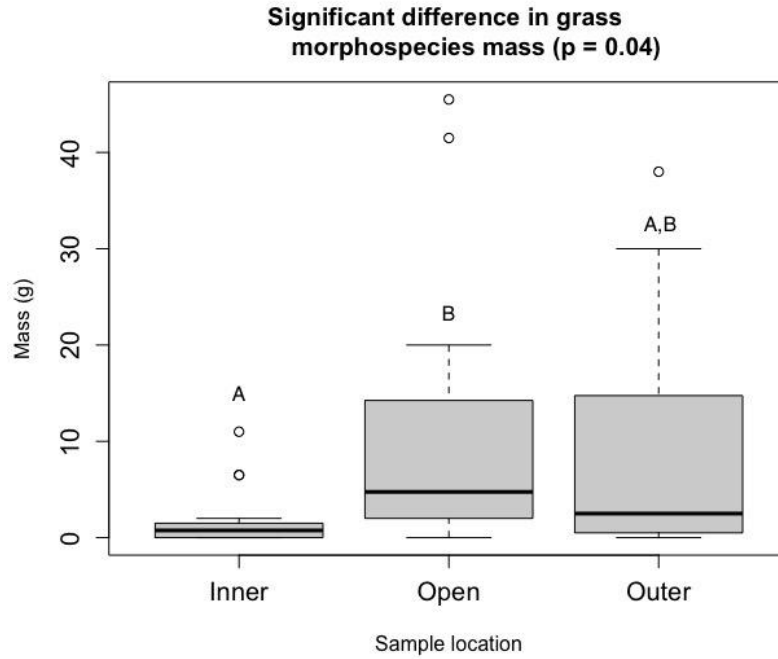 Significant difference in grass
morphospecies mass (p = 0.04)
40
30
20
10
0
Mass (g)
A
B
A,B
Inner Open Outer
Sample location